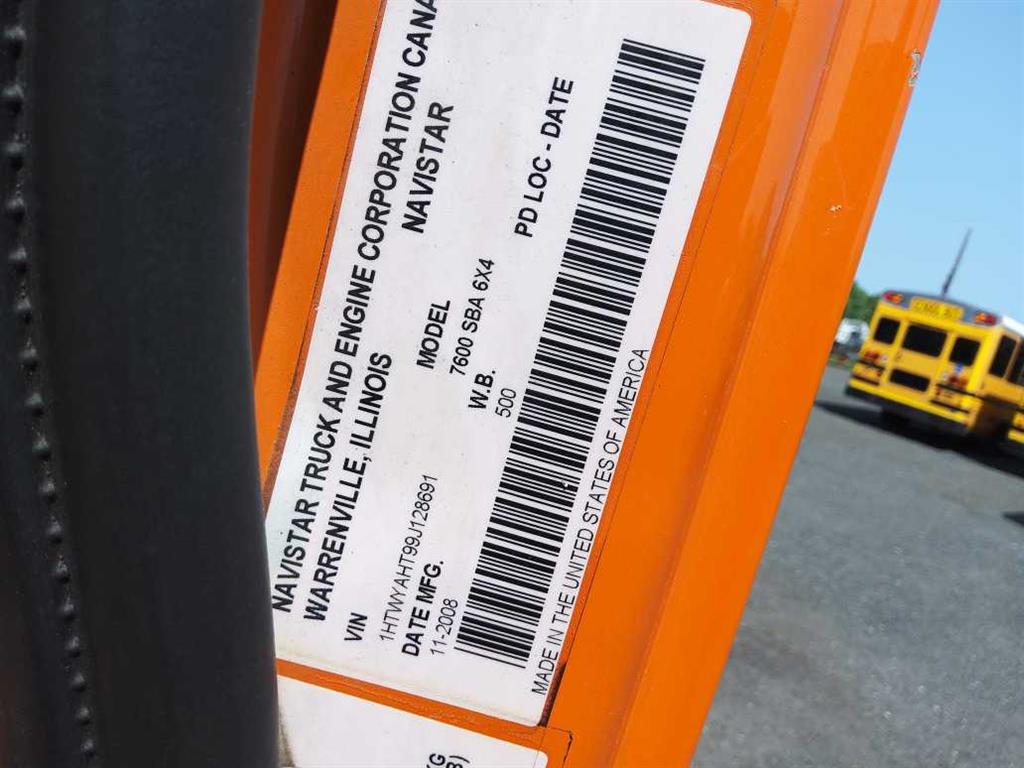 NAVISTAR TRUCK AND ENGINE CORPORATION CANA
WARRENVILLE, ILLINOIS
NAVISTAR
VIN
1HTWYAHT99J128691
MODEL
7600 SBA 6X4
DATE MFG.
11-2008
W.B.
500
PD LOC - DATE
MADE IN THE UNITED STATES OF AMERICA
KG
B)